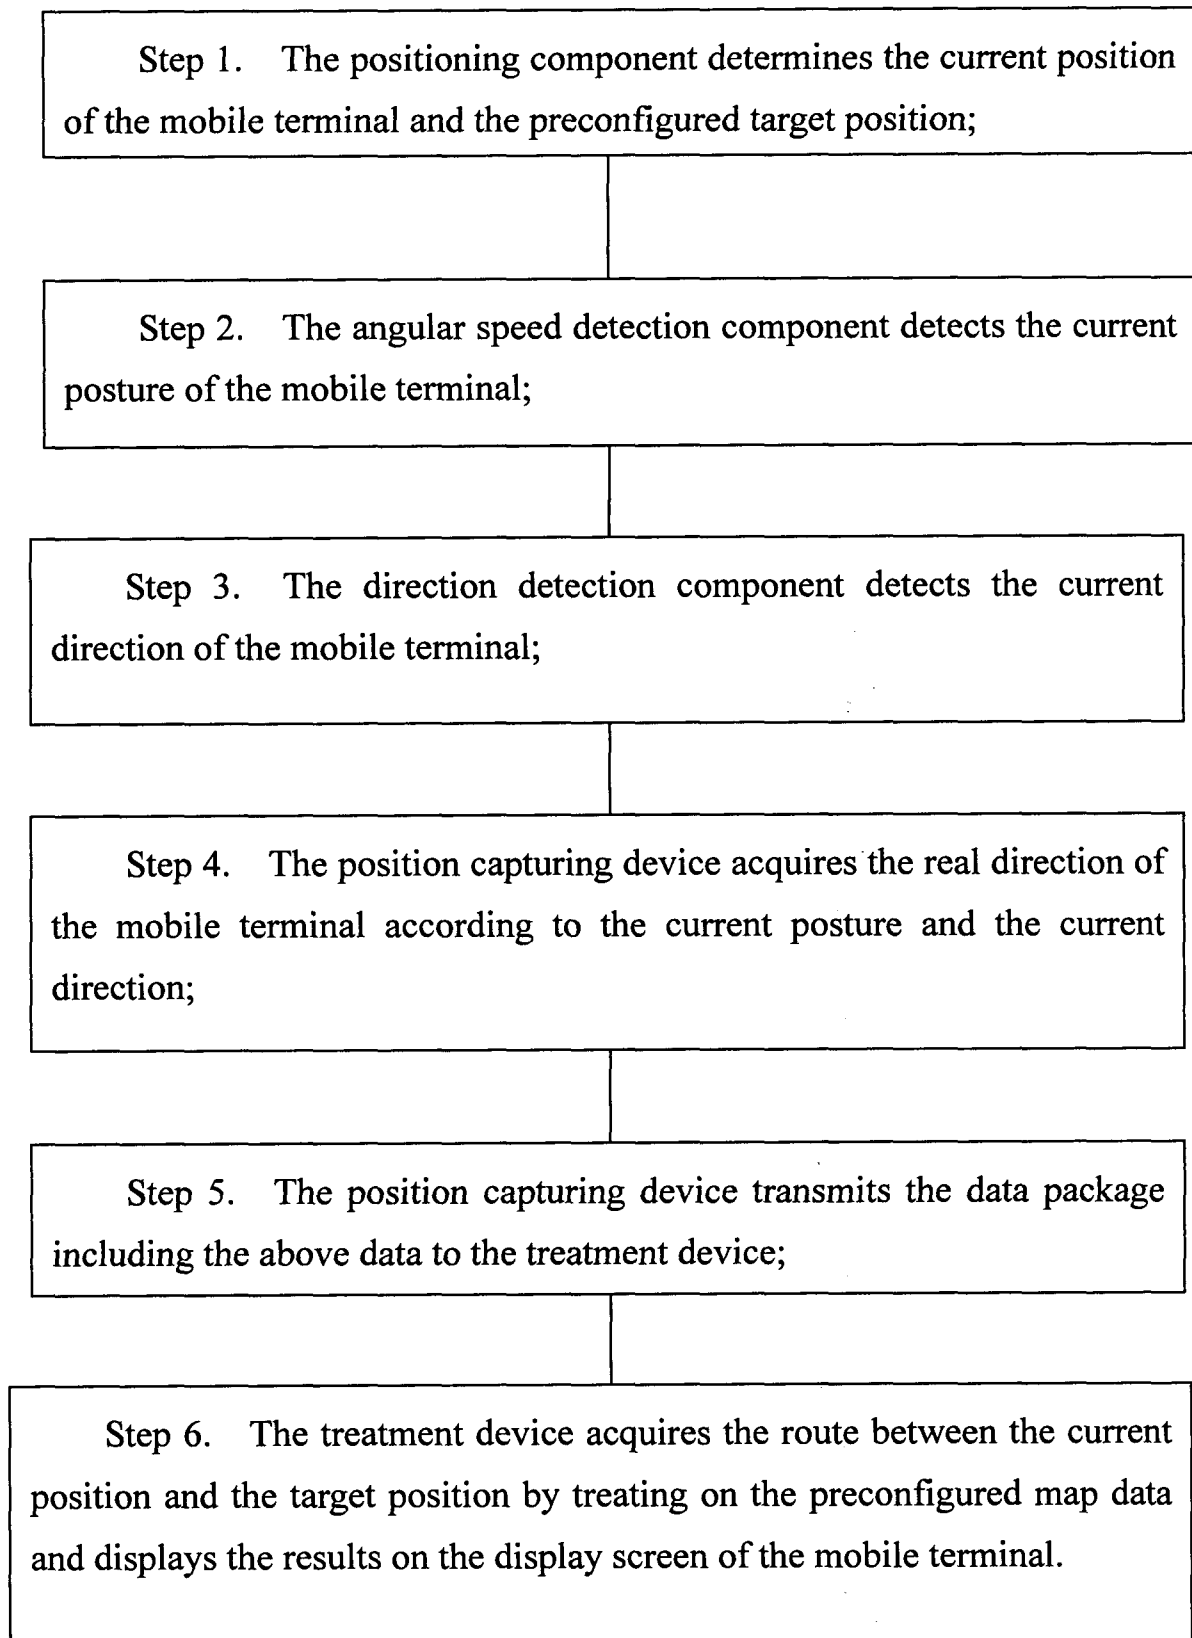 Step 1. The positioning component determines the current position
of the mobile terminal and the preconfigured target position;
Step 2. The angular speed detection component detects the current
posture of the mobile terminal;
Step 3. The direction detection component detects the current
direction of the mobile terminal;
Step 4. The position capturing device acquires the real direction of
the mobile terminal according to the current posture and the current
direction;
Step 5. The position capturing device transmits the data package
including the above data to the treatment device;
Step 6. The treatment device acquires the route between the current
position and the target position by treating on the preconfigured map data
and displays the results on the display screen of the mobile terminal.